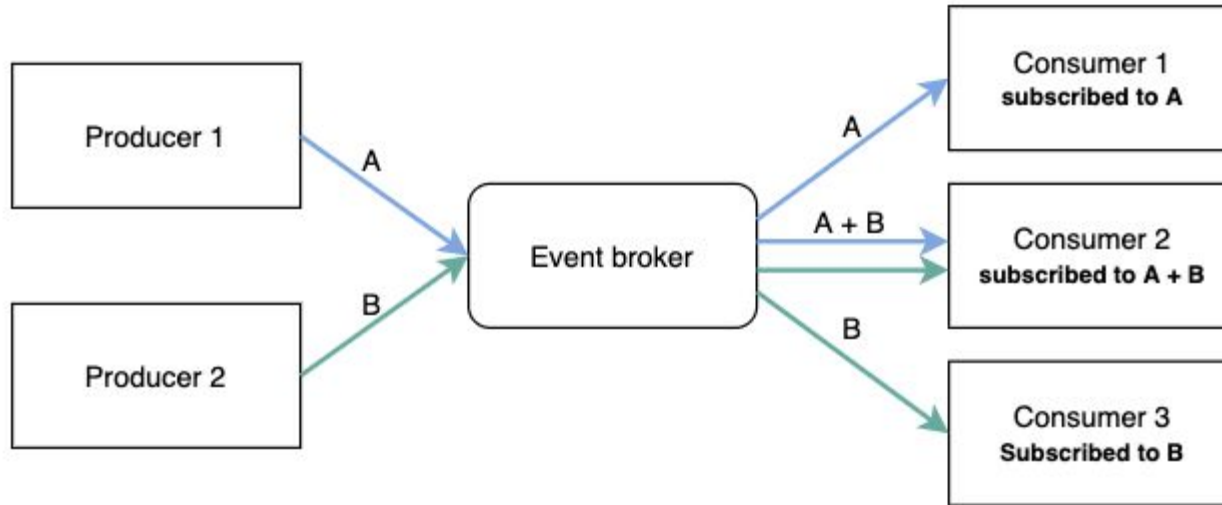 Producer 1
A
Producer 2
B
Event broker
A
A + B
B
Consumer 1
subscribed to A
Consumer 2
subscribed to A + B
Consumer 3
Subscribed to B